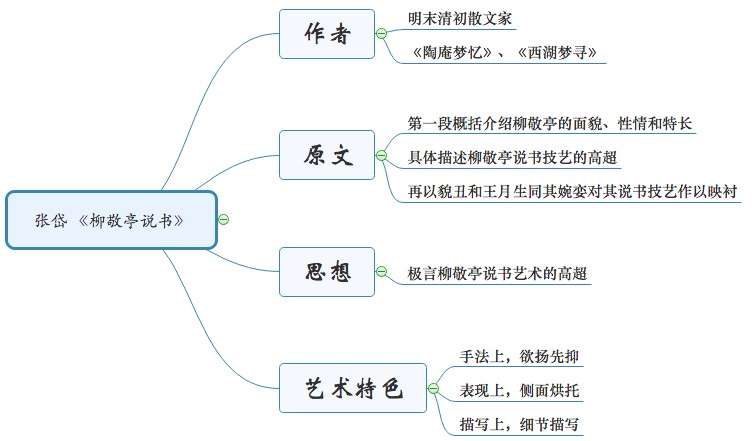 张岱《柳敬亭说书》
作者
明末清初散文家
《陶庵梦忆》、《西湖梦寻》
原文
第一段概括介绍柳敬亭的面貌、性情和特长
具体描述柳敬亭说书技艺的高超
再以貌丑和王月生同其婉娈对其说书技艺作以映衬
思想
极言柳敬亭说书艺术的高超
艺术特色
手法上，欲扬先抑
表现上，侧面烘托
描写上，细节描写